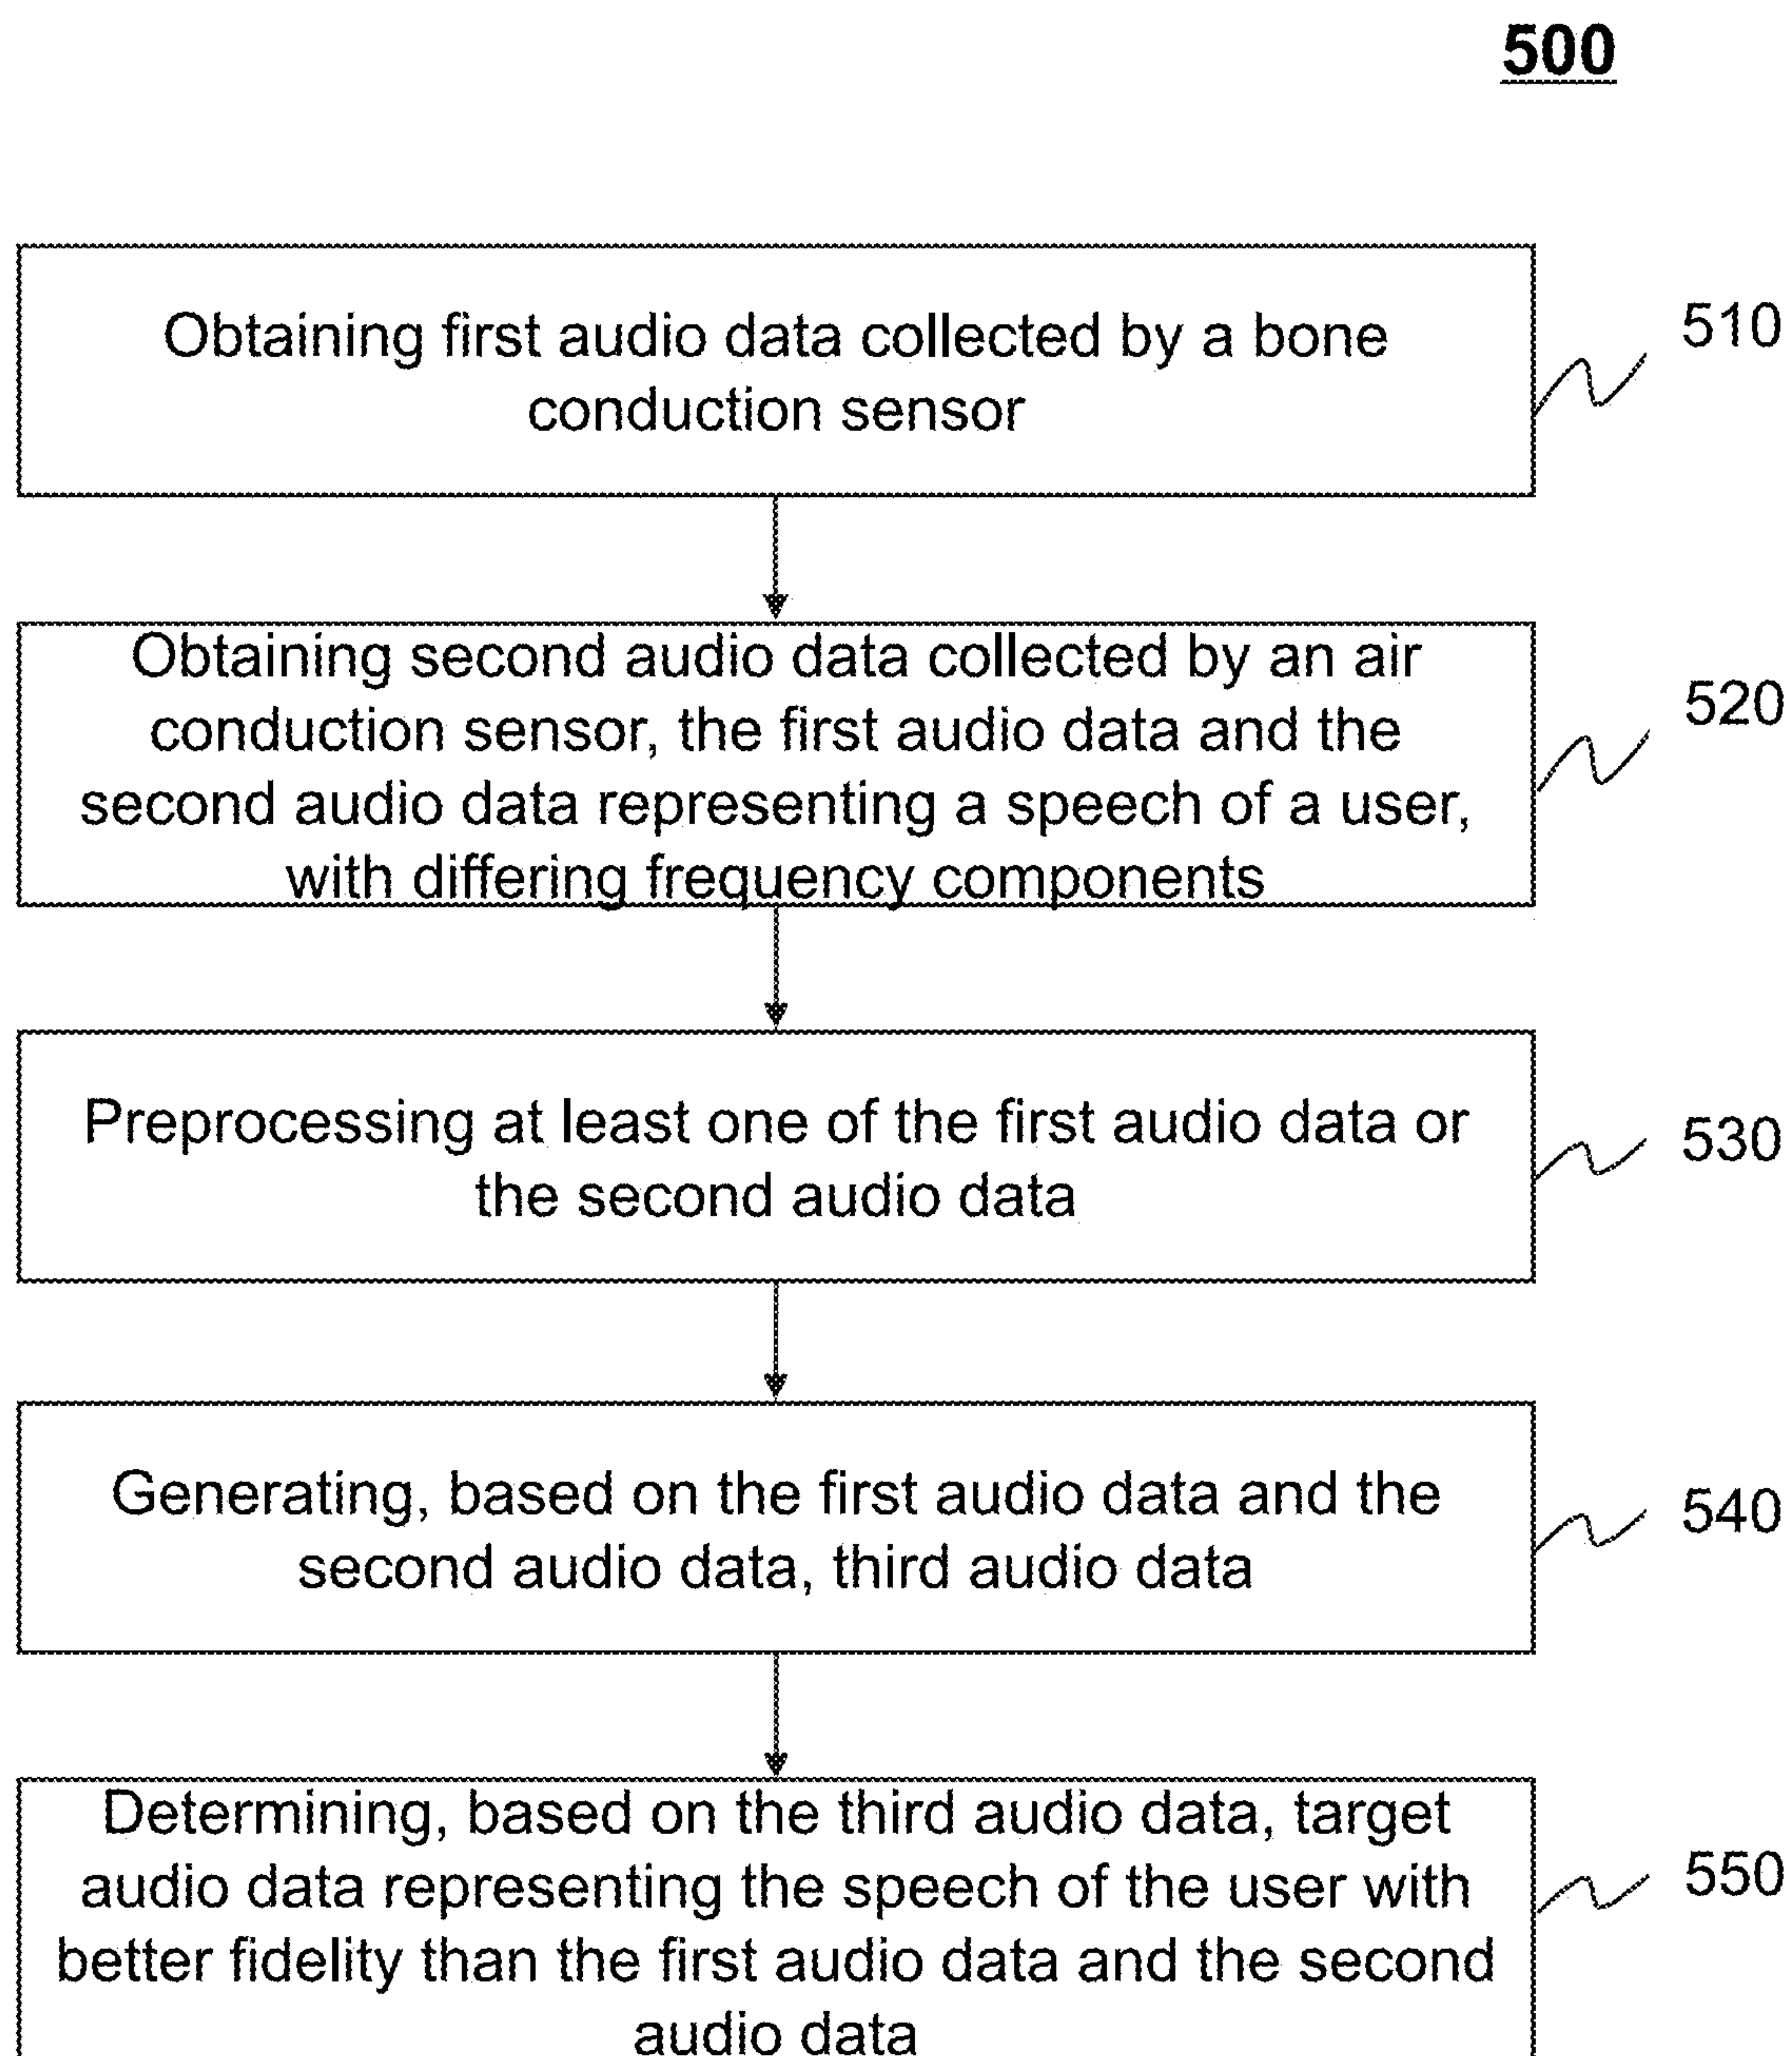 500
Obtaining first audio data collected by a bone
conduction sensor
510
Obtaining second audio data collected by an air
conduction sensor, the first audio data and the
second audio data representing a speech of a user,
with differing frequency components
520
Preprocessing at least one of the first audio data or
the second audio data
530
Generating, based on the first audio data and the
second audio data, third audio data
540
Determining, based on the third audio data, target
audio data representing the speech of the user with
better fidelity than the first audio data and the second
audio data
550